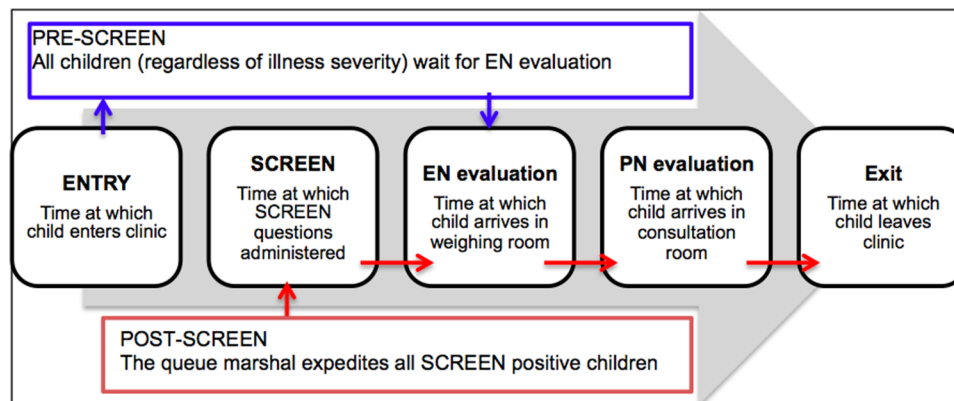 PRE-SCREEN
All children (regardless of illness severity) wait for EN evaluation
ENTRY
Time at which
child enters clinic
SCREEN
Time at which
SCREEN
questions
administered
EN evaluation
Time at which
child arrives in
weighing room
PN evaluation
Time at which
child arrives in
consultation
room
Exit
Time at which
child leaves
clinic
POST-SCREEN
The queue marshal expedites all SCREEN positive children